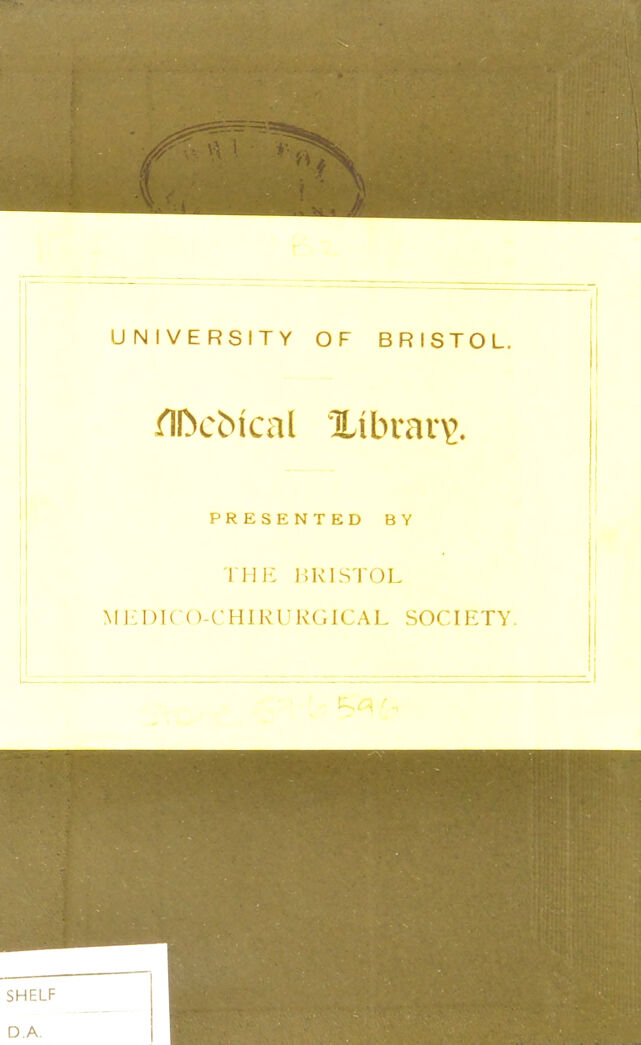 UNIVERSITY OF BRISTOL.
Medical Library.
PRESENTED BY
THE BRISTOL
MEDICO-CHIRURGICAL SOCIETY.
SHELF
D.A.